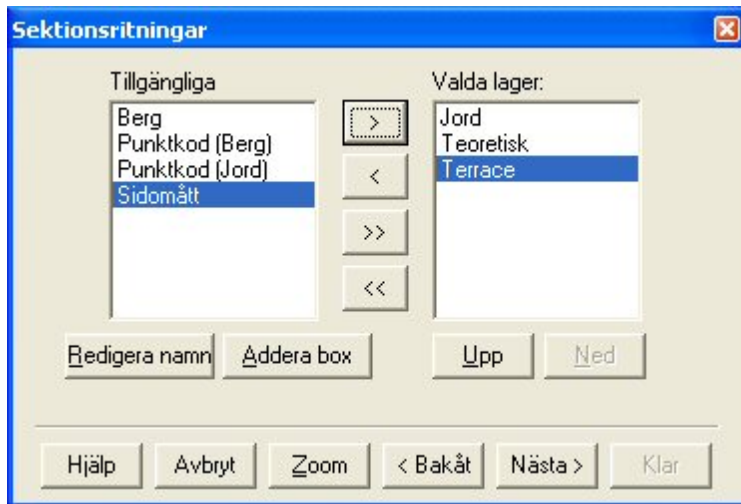 Sektionsritningar
Tillgängliga
Valda lager:
Berg
Punktkod (Berg)
Punktkod (Jord)
Sidomått
>
<
>>
<<
Jord
Teoretisk
Terrace
Redigera namn
Addera box
Upp
Ned
Hjälp
Avbryt
Zoom
< Bakåt
Nästa >
Klar